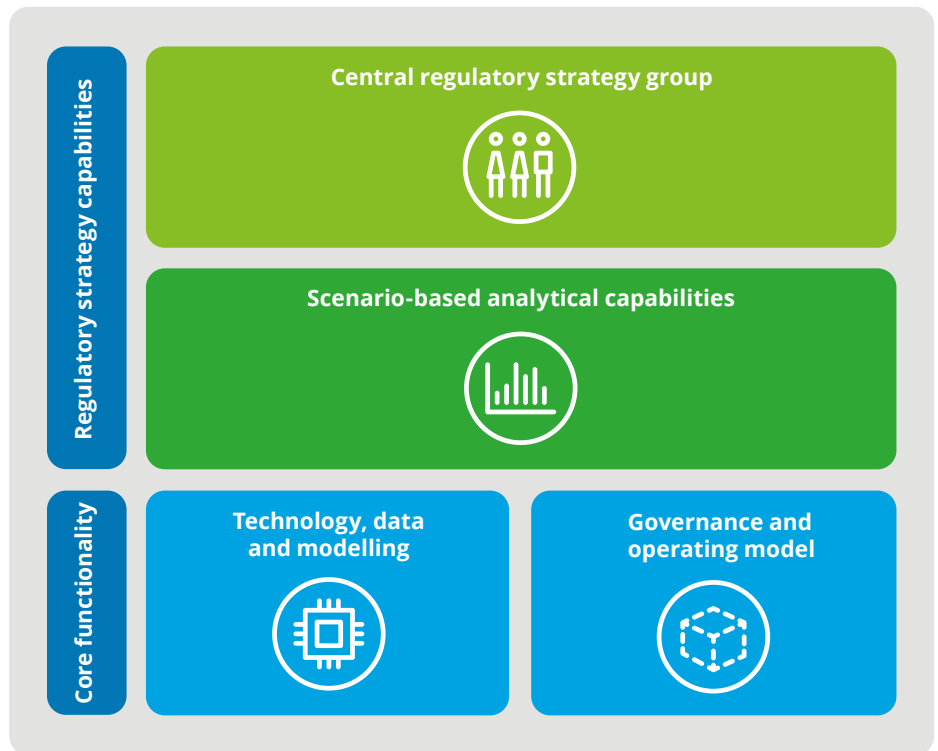 Regulatory strategy capabilities
Central regulatory strategy group
Scenario-based analytical capabilities
Core functionality
Technology, data
and modelling
Governance and
operating model